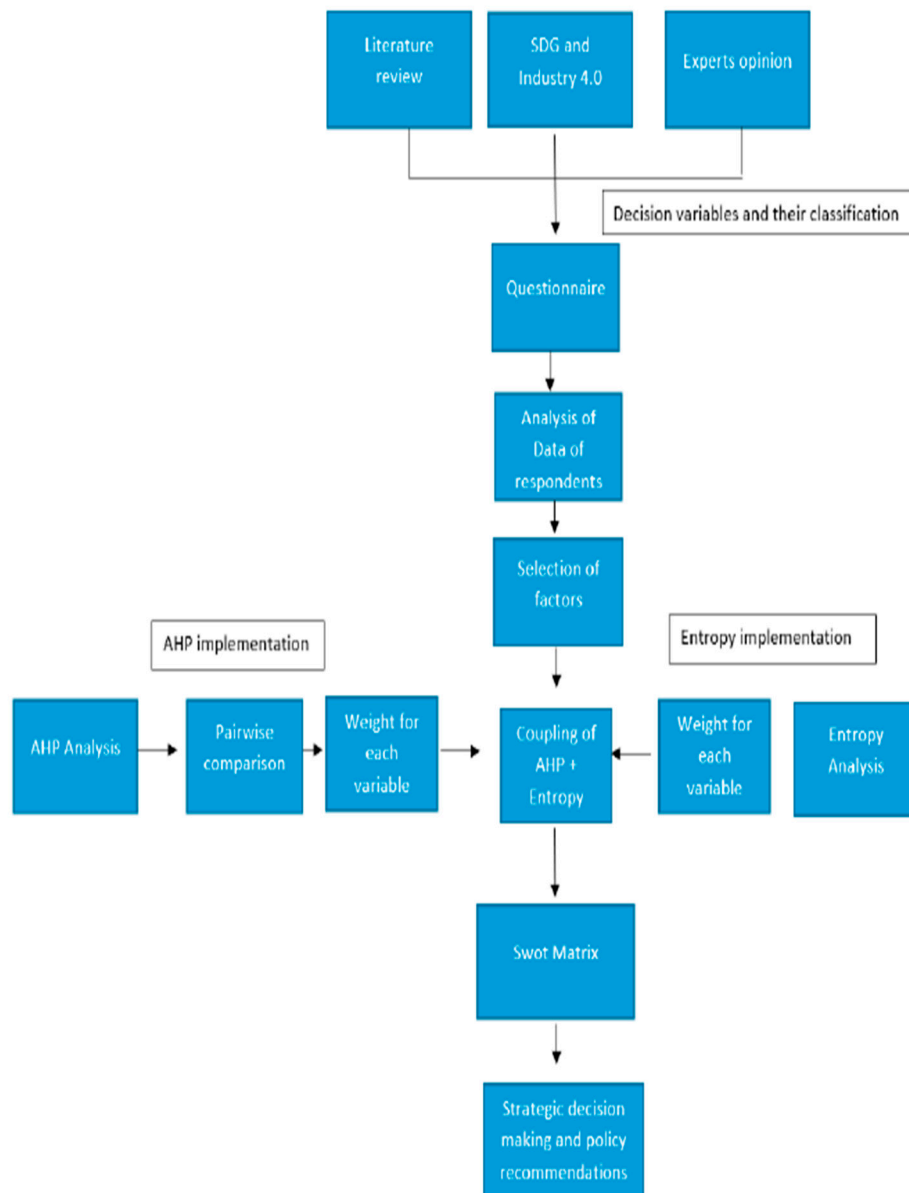 Literature
review
SDG and
Industry 4.0
Experts opinion
Decision variables and their classification
Questionnaire
Analysis of
Data of
respondents
Selection of
factors
AHP implementation
Entropy implementation
AHP Analysis
Pairwise
comparison
Weight for
each
variable
Coupling of
AHP +
Entropy
Weight for
each
variable
Entropy
Analysis
Swot Matrix
Strategic decision
making and policy
recommendations